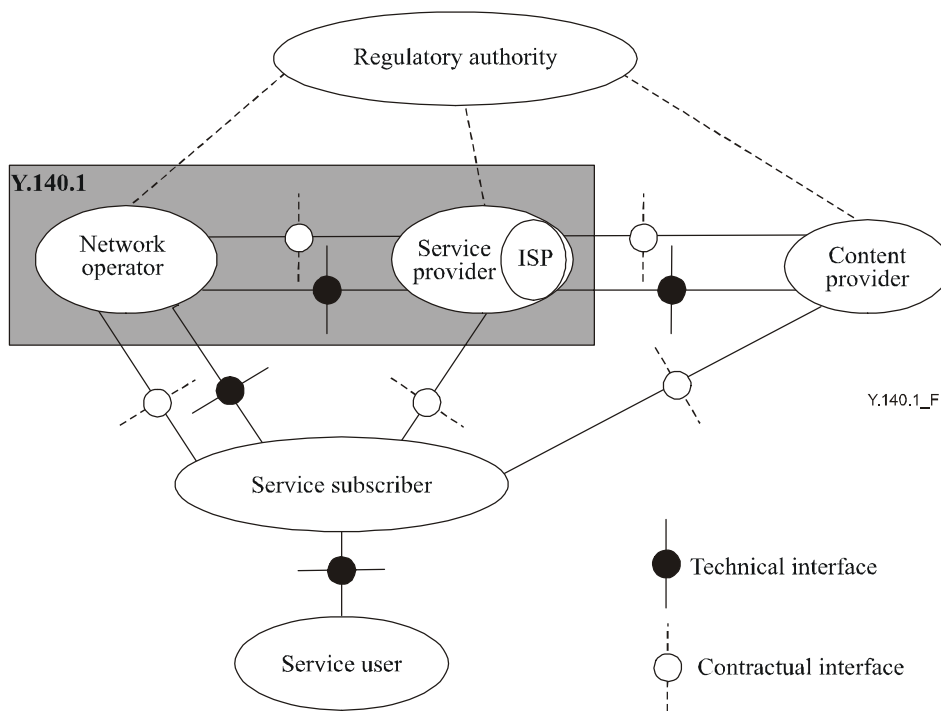 Regulatory authority
Y.140.1
Network
operator
Service
provider
ISP
Content
provider
Y.140.1_F
Service subscriber
Technical interface
Service user
Contractual interface